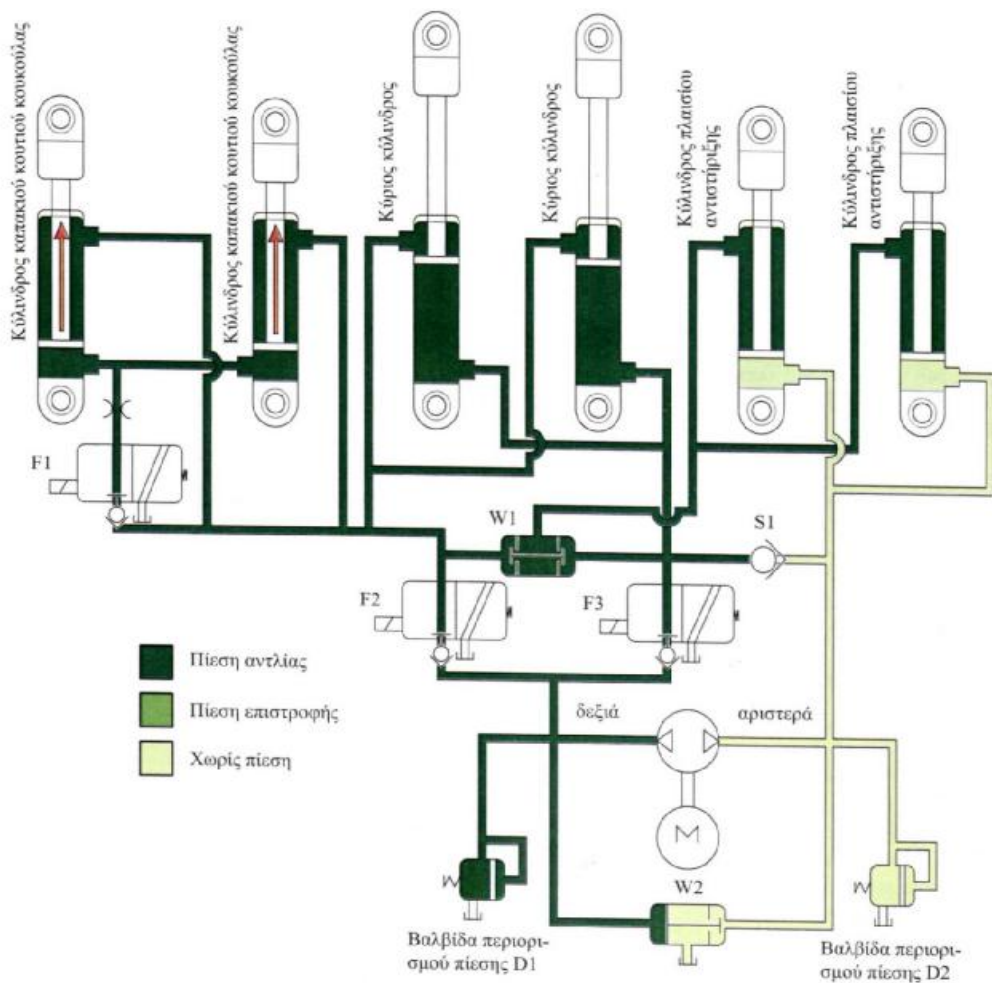 Κύλινδρος καπακιού κουτιού κουκούλας
Κύλινδρος καπακιού κουτιού κουκούλας
Κύριος κύλινδρος
Κύριος κύλινδρος
Κύλινδρος πλαισίου
αντιστήριξης
Κύλινδρος πλαισίου
αντιστήριξης
F1
W1
S1
F2
F3
Πίεση αντλίας
Πίεση επιστροφής
Χωρίς πίεση
δεξιά
αριστερά
M
W2
Βαλβίδα περιορι-
σμού πίεσης D1
Βαλβίδα περιορι-
σμού πίεσης D2